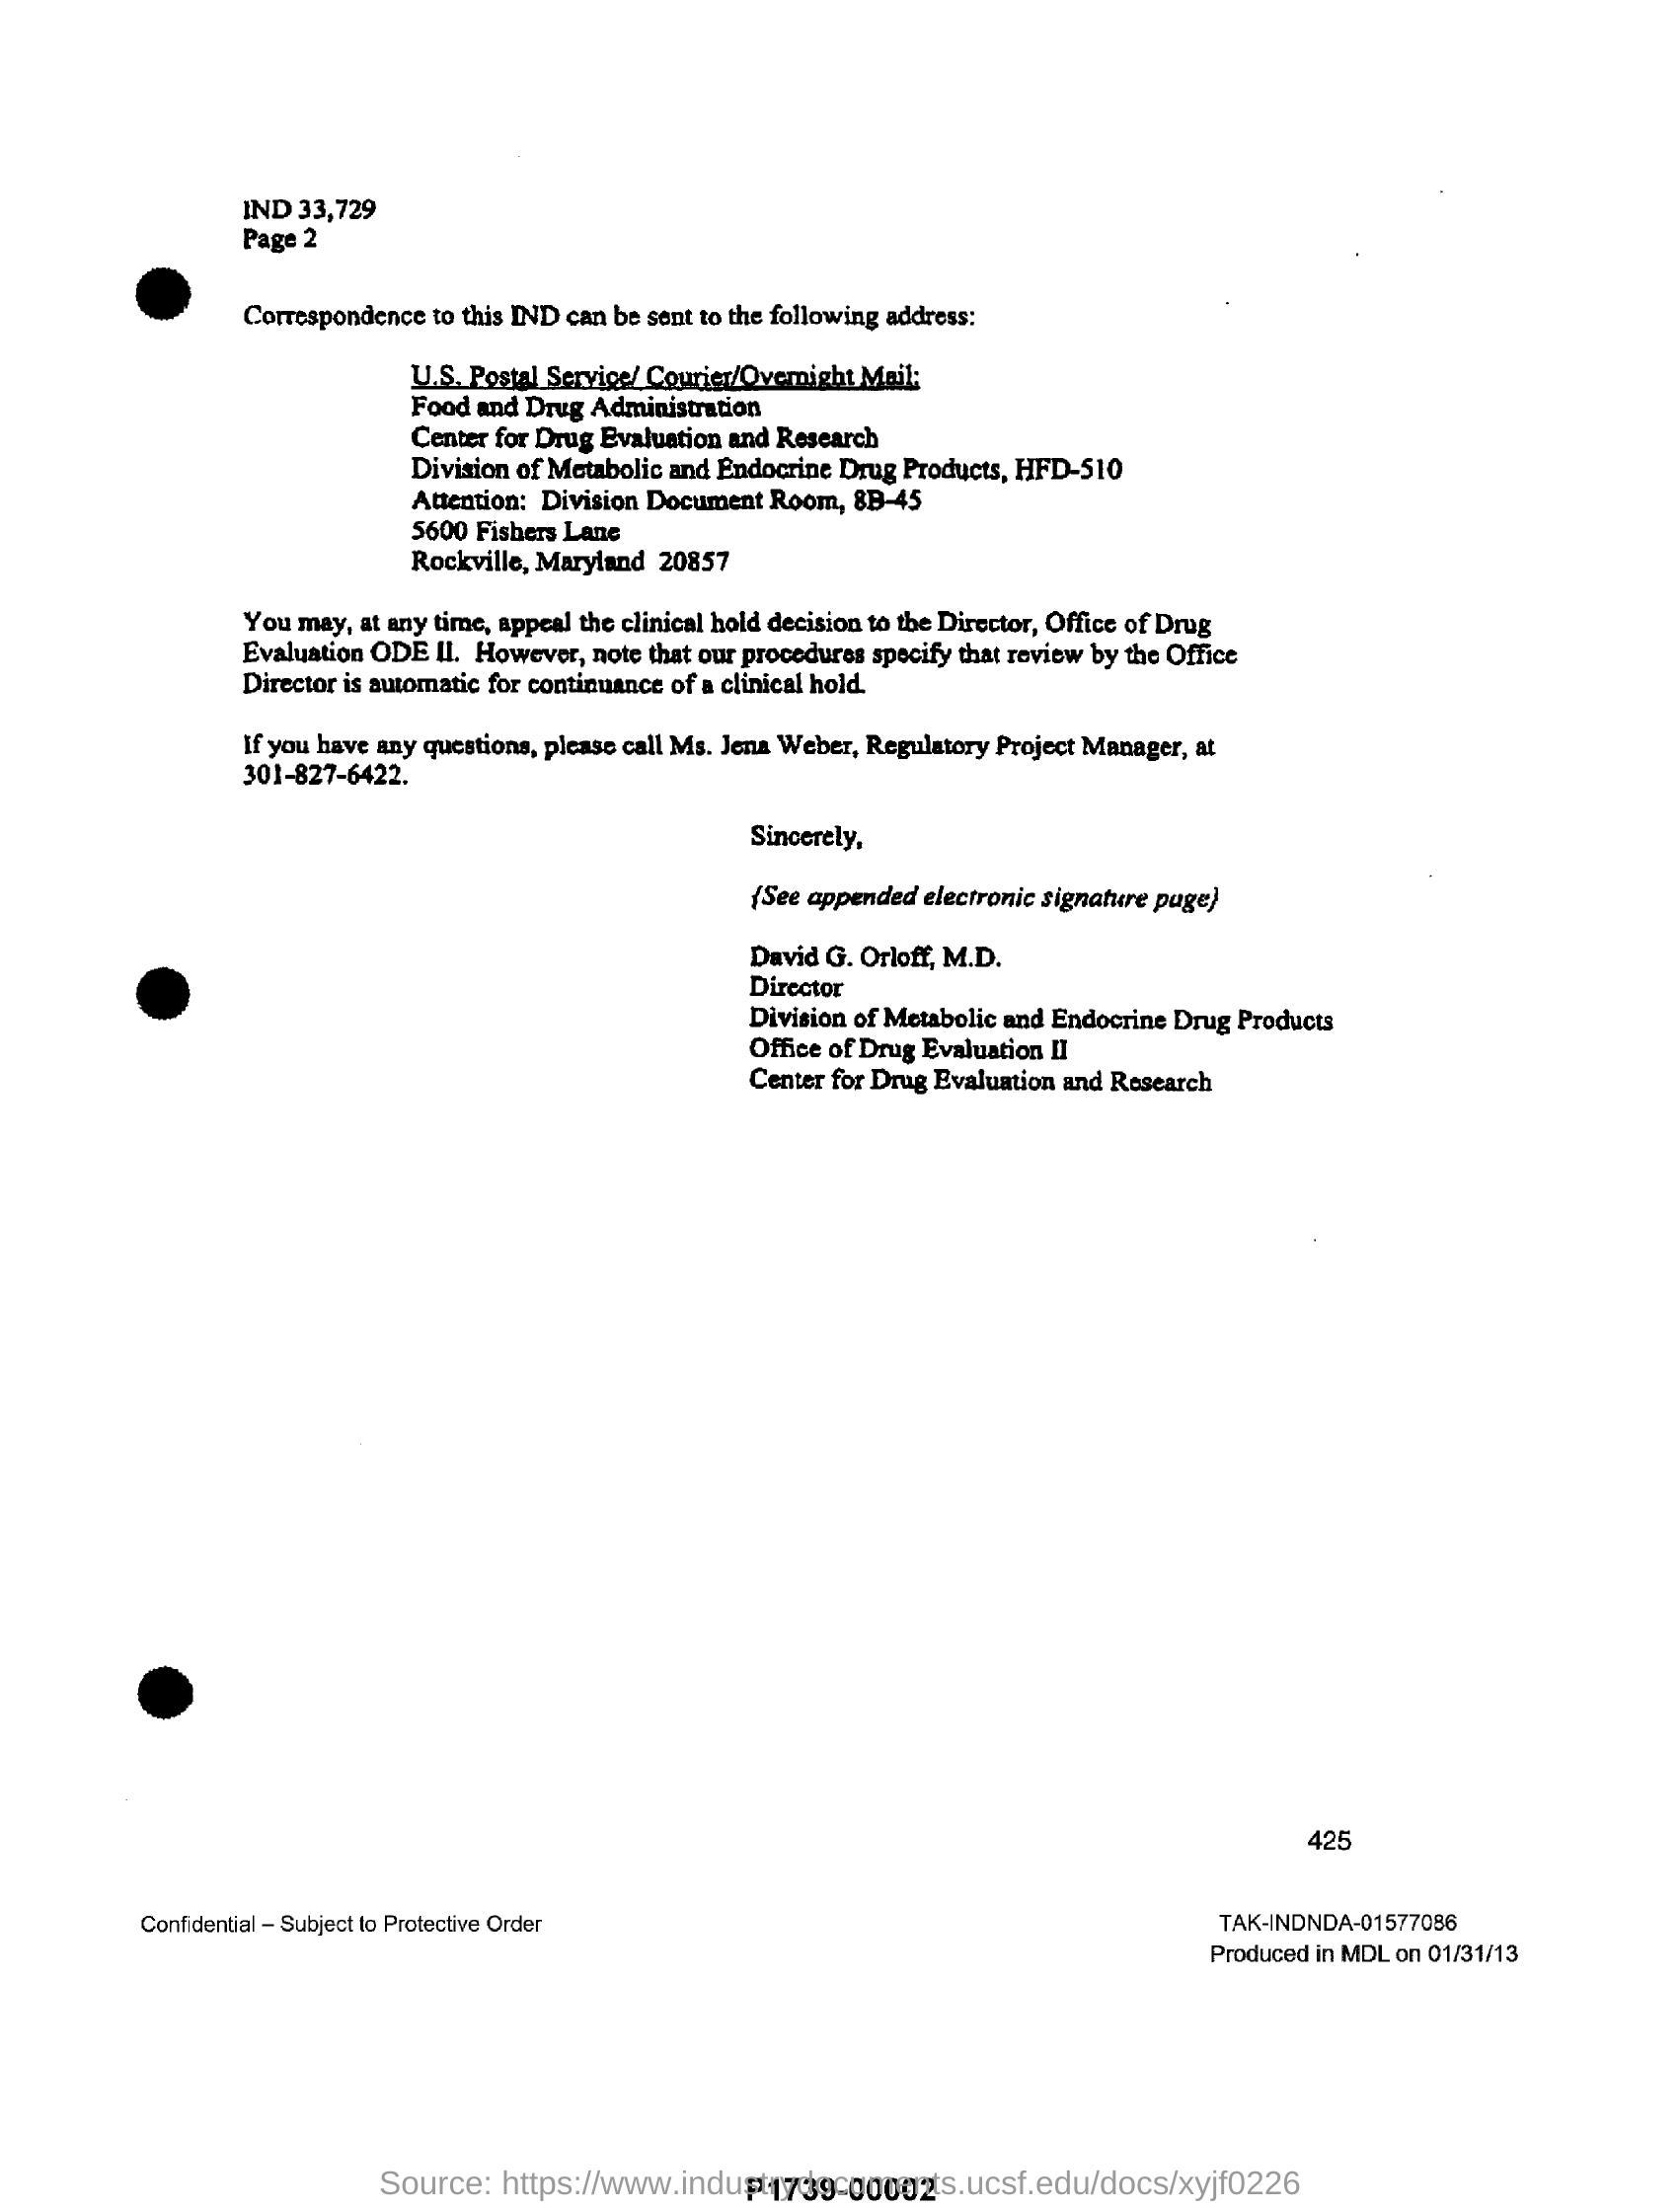 IND 33,729
Page 2
Correspondence to this IND can be sent to the following address:
U.S. Postal Service/ Courier/Overnight Mail:
Food and Drug Administration
Center for Drug Evaluation and Research
Division of Metabolic and Endocrine Drug Products, HFD-510
Attention: Division Document Room, 8B-45
5600 Fishers Lane
Rockville, Maryland 20857
You may, at any time, appeal the clinical hold decision to the Director, Office of Drug
Evaluation ODE II. However, note that our procedures specify that review by the Office
Director is automatic for continuance of a clinical hold.
If you have any questions, please call Ms. Jena Weber, Regulatory Project Manager, at
301-827-6422.
Sincerely,
{See appended electronic signature page}
David G. Orloff, M.D.
Director
Division of Metabolic and Endocrine Drug Products
Office of Drug Evaluation II
Center for Drug Evaluation and Research
425
Confidential – Subject to Protective Order
TAK-INDNDA-01577086
Produced in MDL on 01/31/13
Source: https://www.industrydocuments.ucsf.edu/docs/xyjf0226
P1739-00002